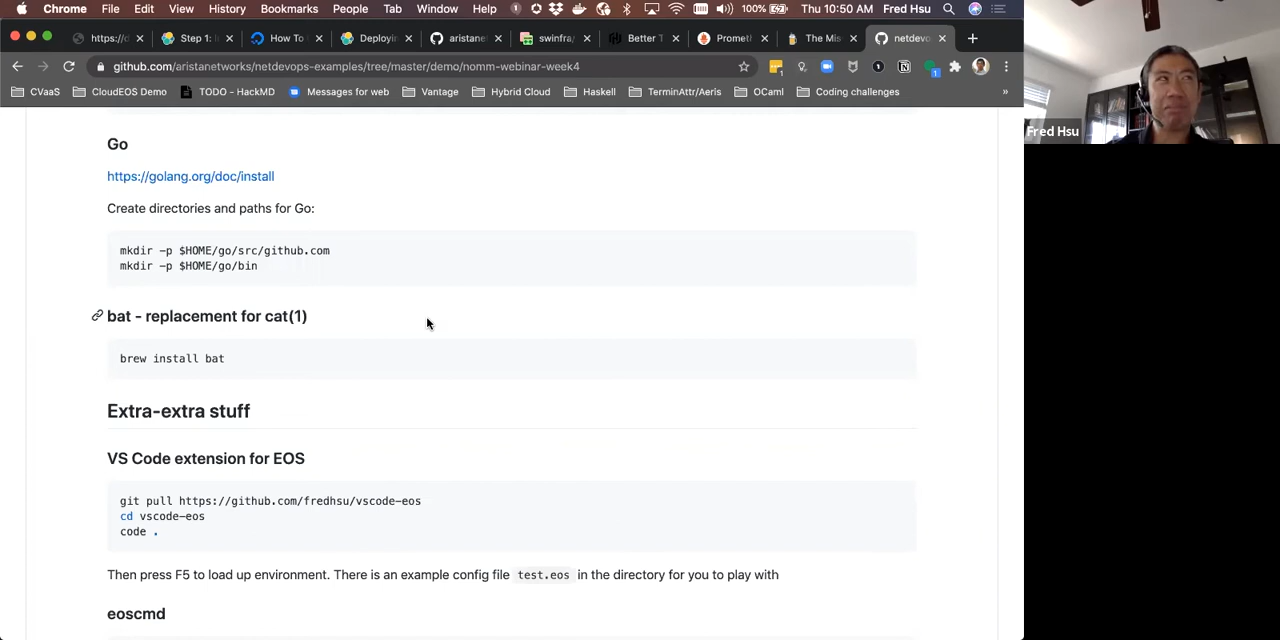 Chrome File Edit View History Bookmarks People Tab Window Help 100% Thu 10:50 AM Fred Hsu
https://d Step 1: I How To Deployin aristane swinfra, Better T Prometh The Mis netdevo
github.com/aristanetworks/netdevops-examples/tree/master/demo/nomm-webinar-week4
CVaaS CloudEOS Demo TODO - HackMD Messages for web Vantage Hybrid Cloud Haskell TerminAttr/Aeris OCaml Coding challenges »
Fred Hsu
Go
https://golang.org/doc/install
Create directories and paths for Go:
mkdir -p $HOME/go/src/github.com
mkdir -p $HOME/go/bin
bat - replacement for cat(1)
brew install bat
Extra-extra stuff
VS Code extension for EOS
git pull https://github.com/fredhsu/vscode-eos
cd vscode-eos
code .
Then press F5 to load up environment. There is an example config file test.eos in the directory for you to play with
eoscmd